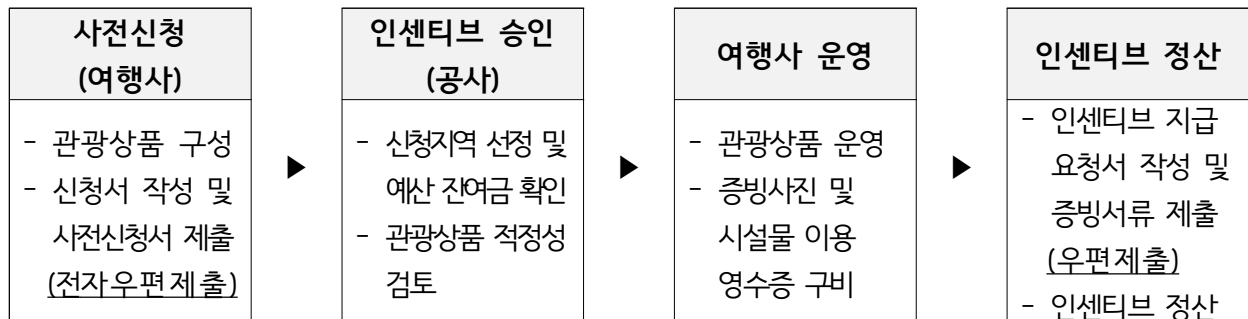 사전신청
(여행사)
- 관광상품 구성
- 신청서 작성 및
사전신청서 제출
(전자우편제출)
▶
인센티브 승인
(공사)
- 신청지역 선정 및
예산 잔여금 확인
- 관광상품 적정성
검토
▶
여행사 운영
- 관광상품 운영
- 증빙사진 및
시설물 이용
영수증 구비
▶
인센티브 정산
- 인센티브 지급
요청서 작성 및
증빙서류 제출
(우편제출)
- 인센티브 정산